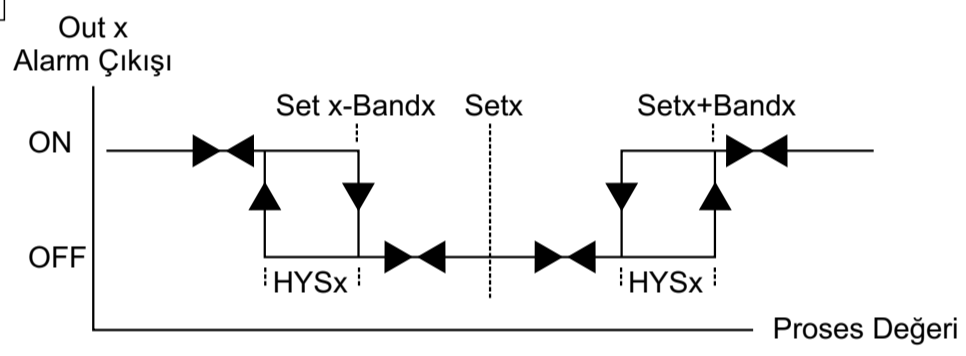 Out x
Alarm Çıkışı
Set x-Bandx Setx Setx+Bandx
ON
OFF
HYSx HYSx
Proses Değeri